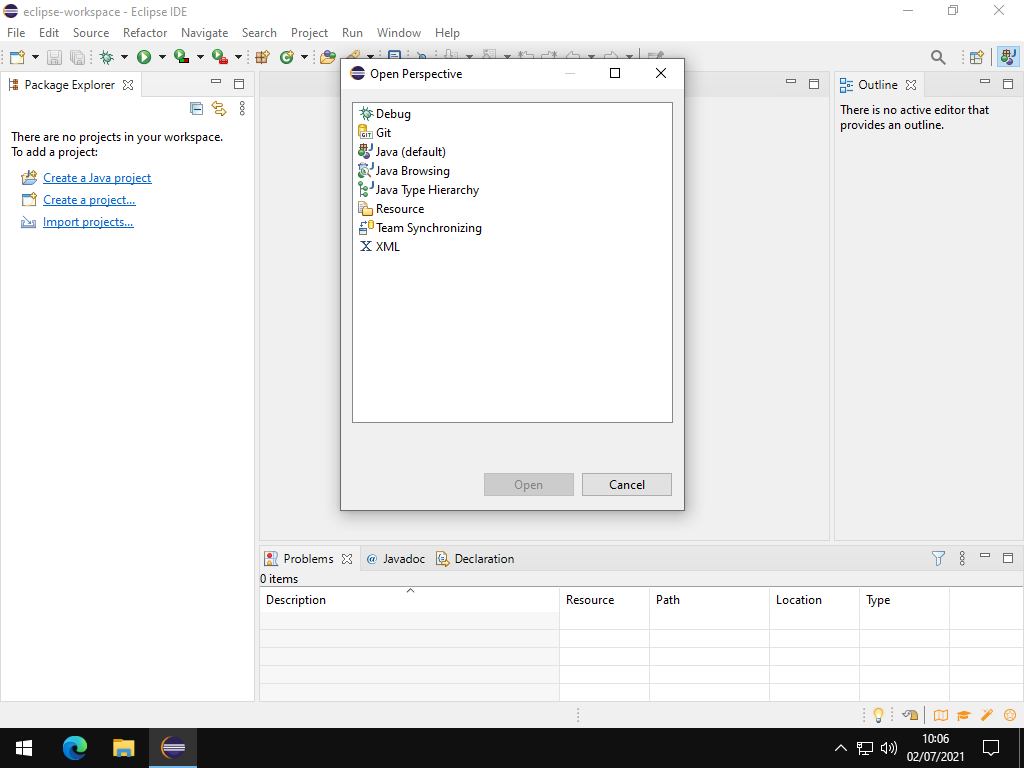 eclipse-workspace - Eclipse IDE
File Edit Source Refactor Navigate Search Project Run Window Help
Package Explorer
There are no projects in your workspace.
To add a project:
Create a Java project
Create a project...
Import projects...
Open Perspective
Debug
GIT Git
Java (default)
Java Browsing
Java Type Hierarchy
Resource
Team Synchronizing
XML
Open Cancel
Outline
There is no active editor that
provides an outline.
Problems @ Javadoc Declaration
0 items
Description Resource Path Location Type
10:06
02/07/2021